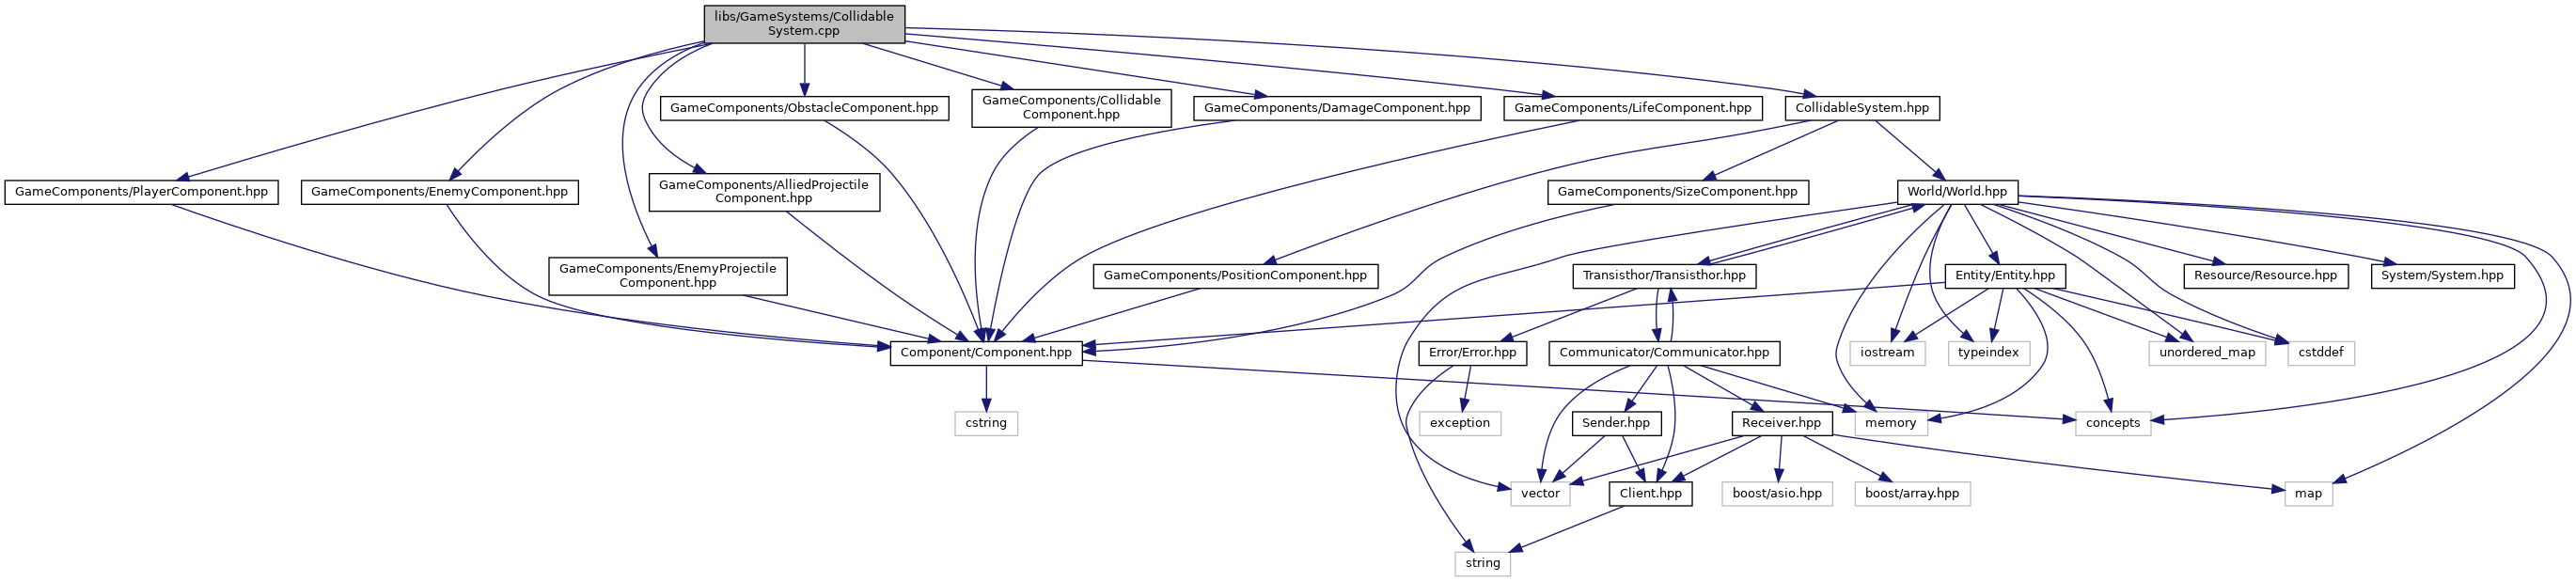 libs/GameSystems/Collidable
System.cpp
GameComponents/ObstacleComponent.hpp
GameComponents/Collidable
Component.hpp
GameComponents/DamageComponent.hpp
GameComponents/LifeComponent.hpp
CollidableSystem.hpp
GameComponents/PlayerComponent.hpp
GameComponents/EnemyComponent.hpp
GameComponents/AlliedProjectile
Component.hpp
GameComponents/SizeComponent.hpp
World/World.hpp
GameComponents/EnemyProjectile
Component.hpp
GameComponents/PositionComponent.hpp
Transisthor/Transisthor.hpp
Entity/Entity.hpp
Resource/Resource.hpp
System/System.hpp
Component/Component.hpp
Error/Error.hpp
Communicator/Communicator.hpp
iostream
typeindex
unordered_map
cstddef
cstring
exception
Sender.hpp
Receiver.hpp
memory
concepts
vector
Client.hpp
boost/asio.hpp
boost/array.hpp
map
string